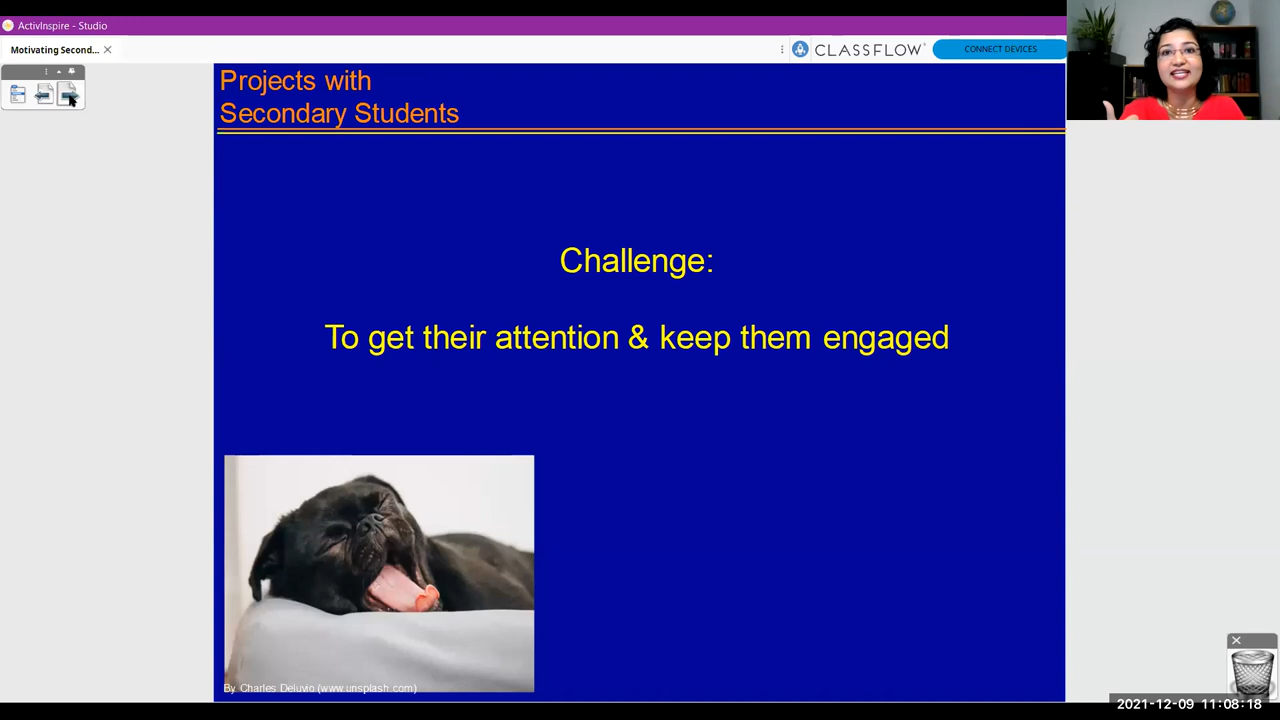 ActivInspire - Studio
Motivating Second...
CLASSFLOW
CONNECT DEVICES
Projects with
Secondary Students
Challenge:
To get their attention & keep them engaged
By Charles Deluvio (www.unsplash.com)
2021-12-09 11:08:18